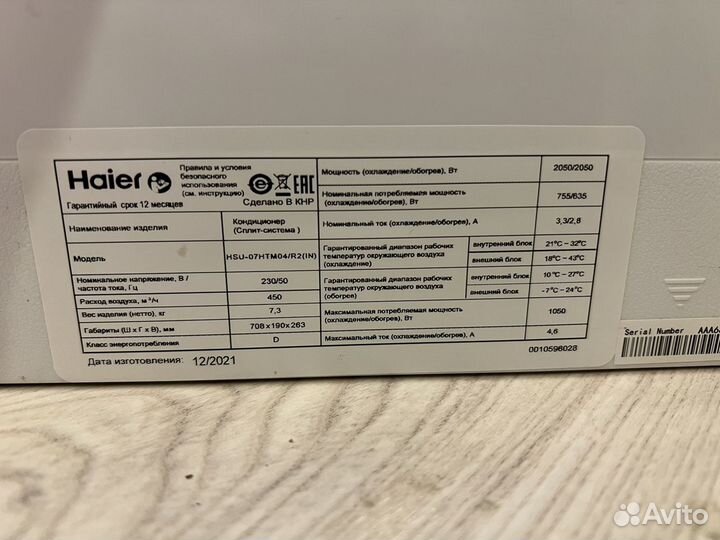 Haier
Правила и условия
безопасного
использования
(см. инструкцию)
EAC
Гарантийный срок 12 месяцев
Сделано В КНР
Наименование изделия
Кондиционер
(Сплит-система )
Модель
HSU-07HTM04/R2(IN)
Номинальное напряжение, В /
частота тока, Гц
230/50
Расход воздуха, м³/ч
450
Вес изделия (нетто), кг
7,3
Габариты (Ш х Г х В), мм
708x190x263
Класс энергопотребления
D
Дата изготовления:
12/2021
Мощность (охлаждение/обогрев), Вт
2050/2050
Номинальная потребляемая мощность
(охлаждение/обогрев), Вт
755/635
Номинальный ток (охлаждение/обогрев), А
3,3/2,8
Гарантированный диапазон рабочих
температур окружающего воздуха
(охлаждение)
внутренний блок
21°C ~ 32°C
внешний блок
18°C ~ 43°C
Гарантированный диапазон рабочих
температур окружающего воздуха
(обогрев)
внутренний блок
10°C ~ 27°C
внешний блок
-7°C ~ 24°C
Максимальная потребляемая мощность
(охлаждение/обогрев), Вт
1050
Максимальный ток (охлаждение/обогрев), А
4,6
0010596028
Serial Number
Avito